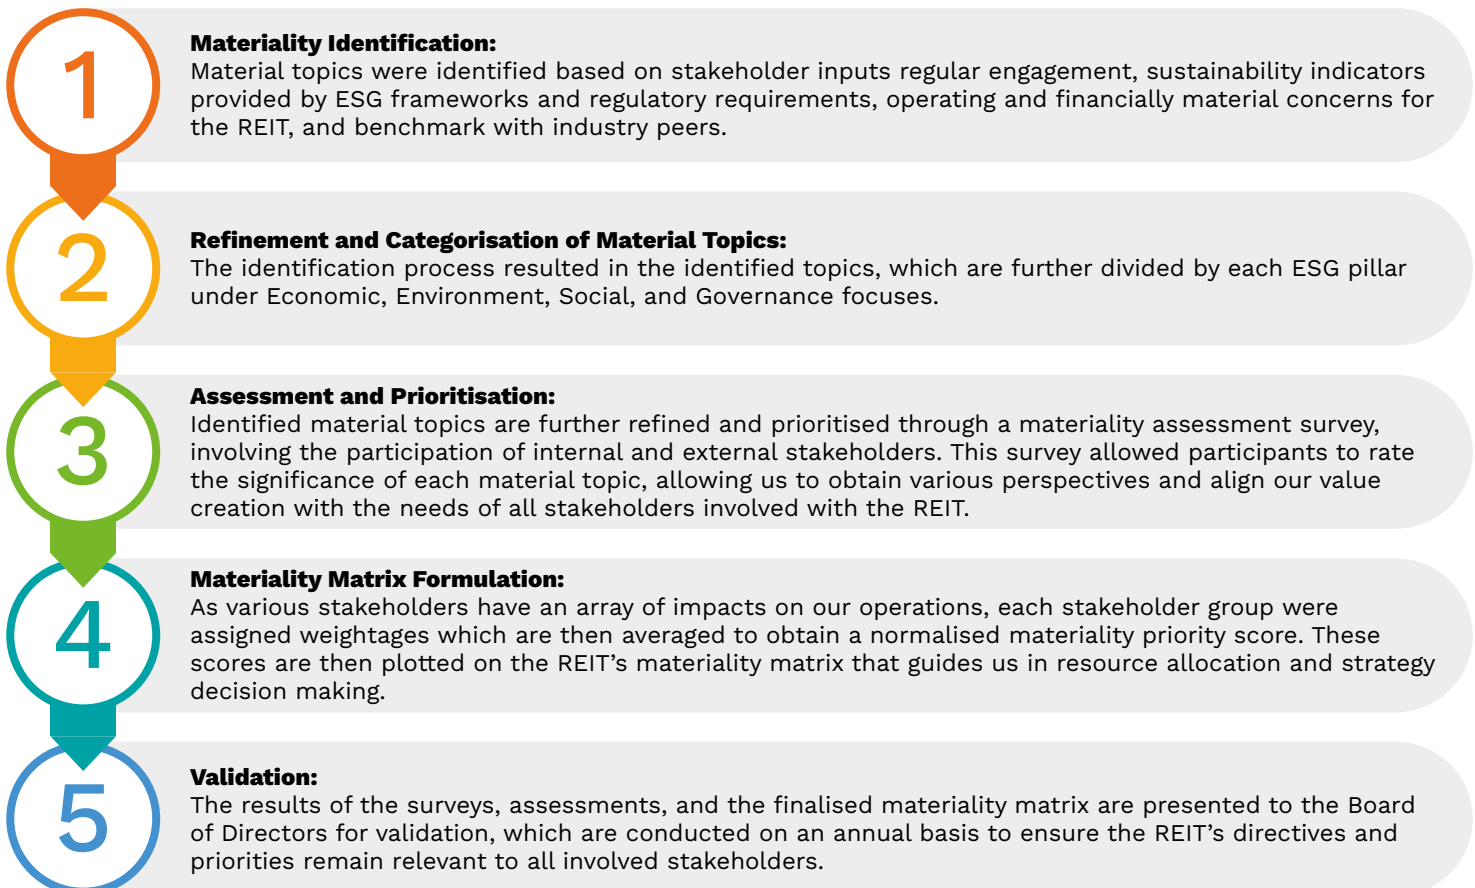 1
Materiality Identification:
Material topics were identified based on stakeholder inputs regular engagement, sustainability indicators
provided by ESG frameworks and regulatory requirements, operating and financially material concerns for
the REIT, and benchmark with industry peers.
2
Refinement and Categorisation of Material Topics:
The identification process resulted in the identified topics, which are further divided by each ESG pillar
under Economic, Environment, Social, and Governance focuses.
3
Assessment and Prioritisation:
Identified material topics are further refined and prioritised through a materiality assessment survey,
involving the participation of internal and external stakeholders. This survey allowed participants to rate
the significance of each material topic, allowing us to obtain various perspectives and align our value
creation with the needs of all stakeholders involved with the REIT.
4
Materiality Matrix Formulation:
As various stakeholders have an array of impacts on our operations, each stakeholder group were
assigned weightages which are then averaged to obtain a normalised materiality priority score. These
scores are then plotted on the REIT’s materiality matrix that guides us in resource allocation and strategy
decision making.
5
Validation:
The results of the surveys, assessments, and the finalised materiality matrix are presented to the Board
of Directors for validation, which are conducted on an annual basis to ensure the REIT’s directives and
priorities remain relevant to all involved stakeholders.